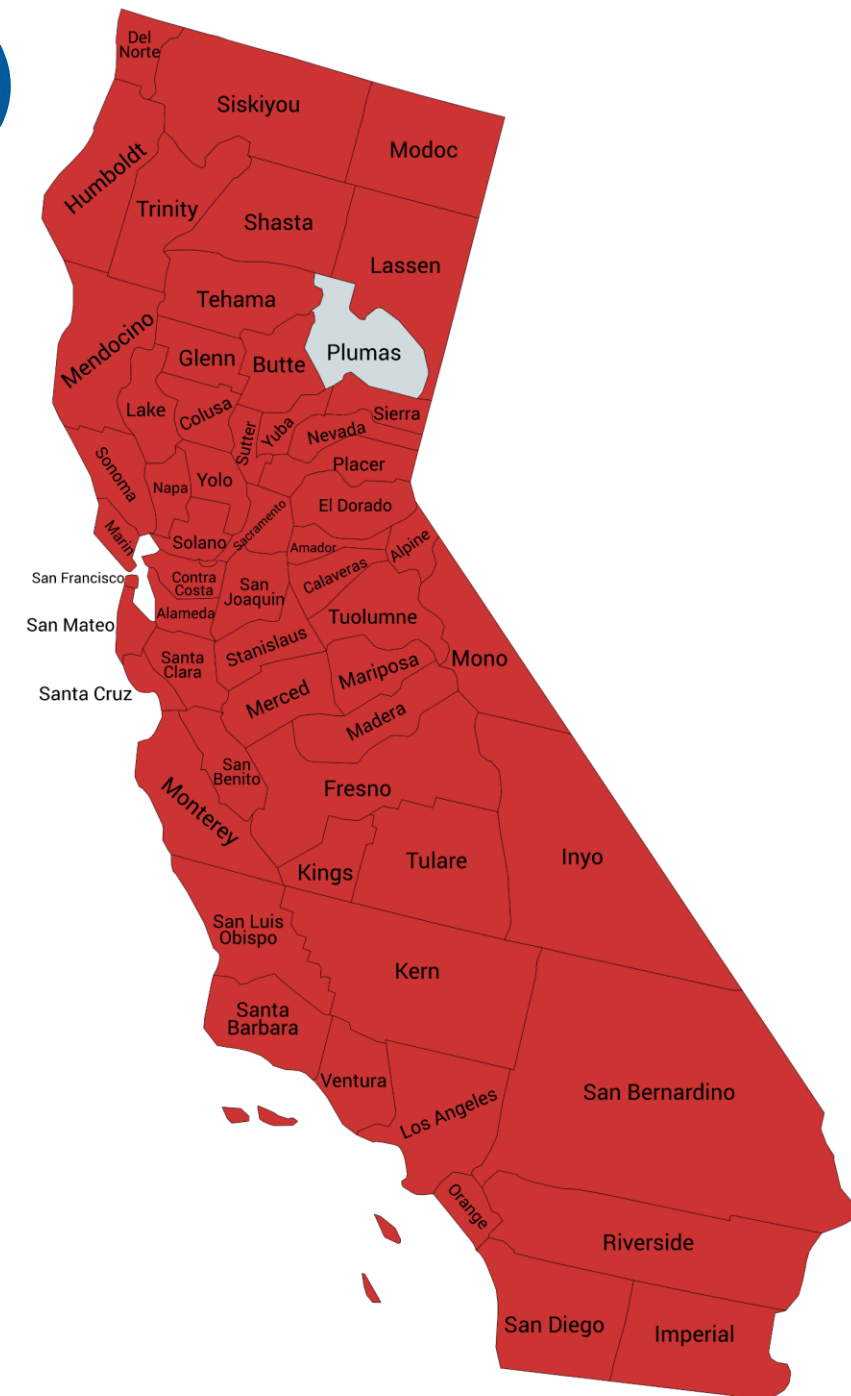 Del
Norte
Siskiyou
Modoc
Humboldt
Trinity
Shasta
Lassen
Tehama
Mendocino
Plumas
Glenn
Butte
Lake
Colusa
Sierra
Sutter
Yuba
Nevada
Placer
Sonoma
Napa
Yolo
El Dorado
Sacramento
Marin
Solano
Amador
Alpine
San Francisco
Contra
Costa
San
Joaquin
Calaveras
Alameda
Tuolumne
San Mateo
Stanislaus
Santa
Clara
Mariposa
Mono
Santa Cruz
Merced
Madera
San
Benito
Fresno
Monterey
Kings
Tulare
Inyo
San Luis
Obispo
Kern
Santa
Barbara
Ventura
Los Angeles
San Bernardino
Orange
Riverside
San Diego
Imperial